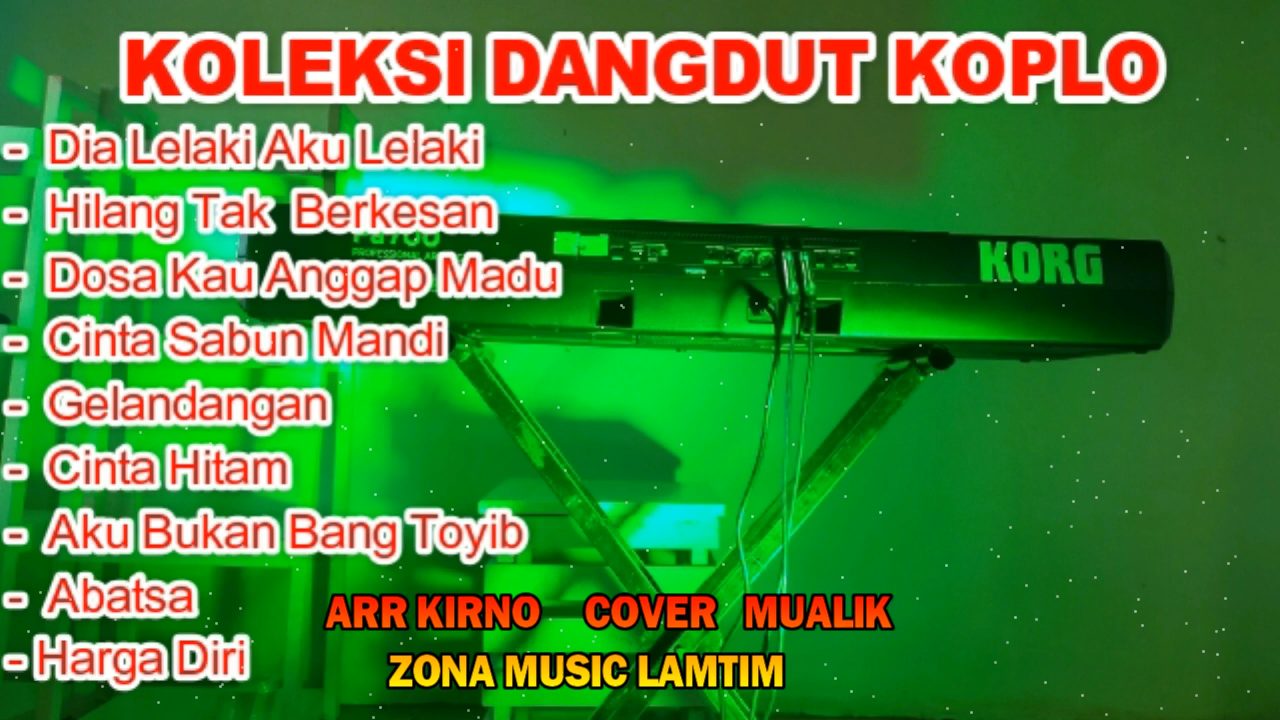 KOLEKSI DANGDUT KOPLO
- Dia Lelaki Aku Lelaki
- Hilang Tak Berkesan
- Dosa Kau Anggap Madu
- Cinta Sabun Mandi
- Gelandangan
- Cinta Hitam
- Aku Bukan Bang Toyib
- Abatsa
- Harga Diri
KORG
ARR KIRNO COVER MUALIK
ZONA MUSIC LAMTIM